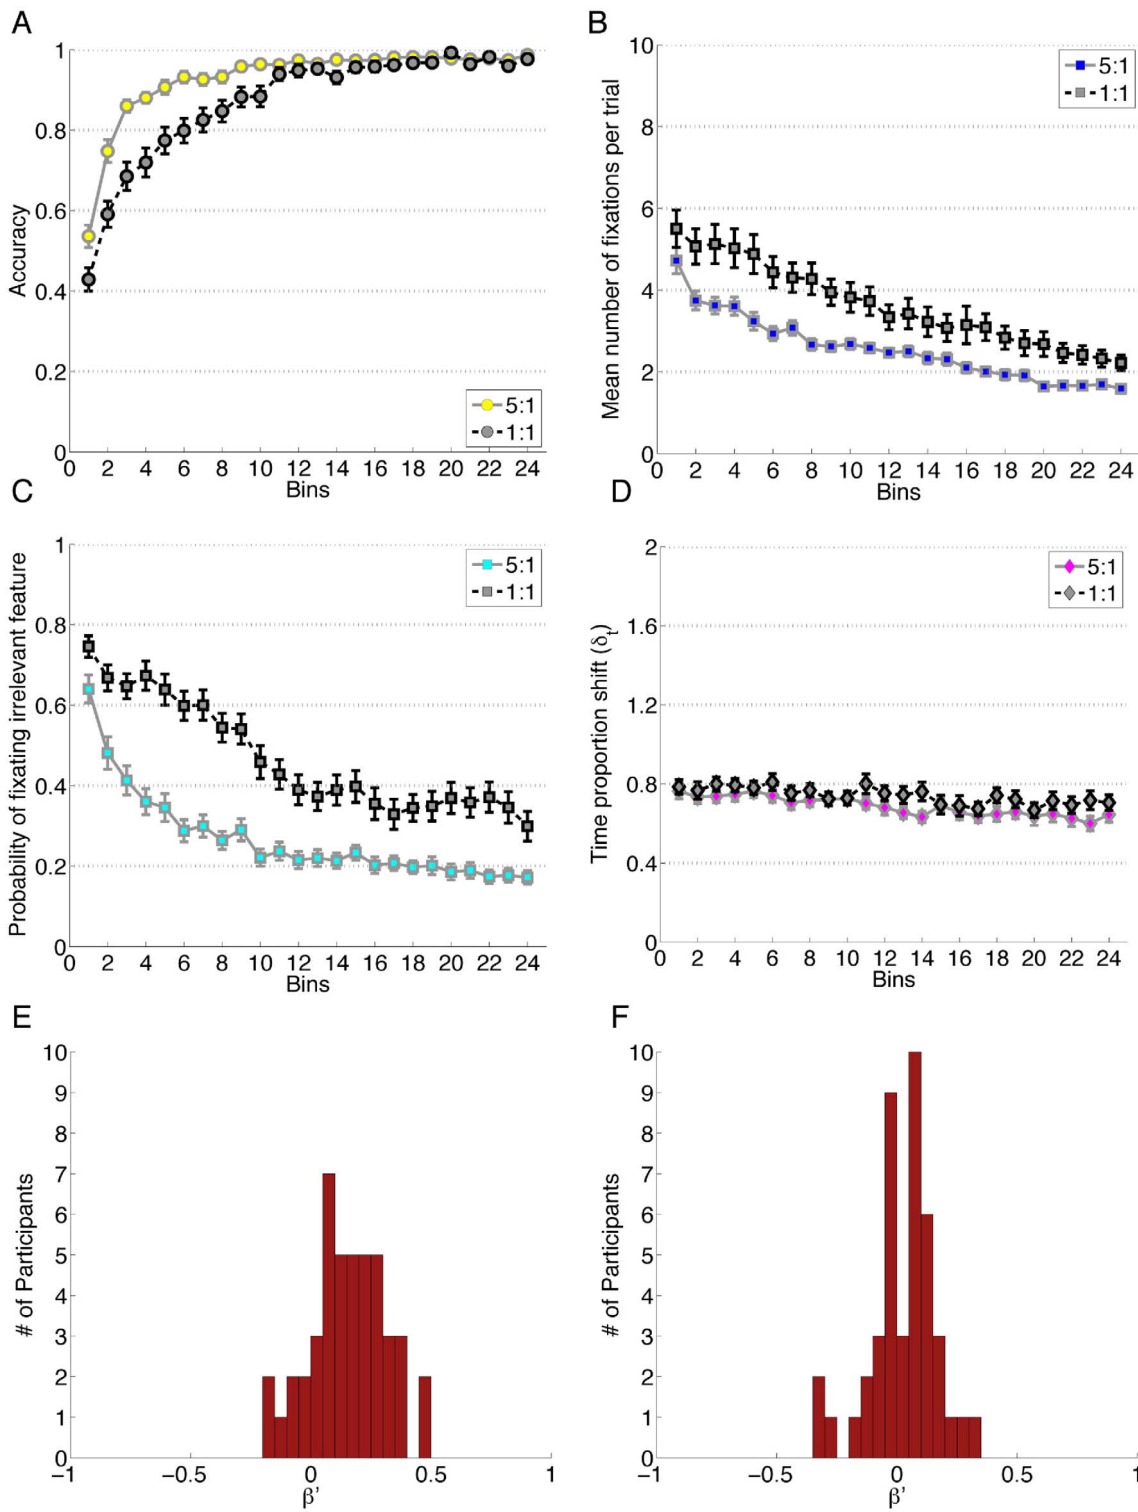 A
B
Accuracy
1
0.8
0.6
0.4
0.2
0
5:1
1:1
0 2 4 6 8 10 12 14 16 18 20 22 24
Bins
Mean number of fixations per trial
10
8
6
4
2
0
5:1
1:1
0 2 4 6 8 10 12 14 16 18 20 22 24
Bins
C
D
Probability of fixating irrelevant feature
1
0.8
0.6
0.4
0.2
0
5:1
1:1
0 2 4 6 8 10 12 14 16 18 20 22 24
Bins
Time proportion shift (δt)
2
1.6
1.2
0.8
0.4
0
5:1
1:1
0 2 4 6 8 10 12 14 16 18 20 22 24
Bins
E
F
# of Participants
10
9
8
7
6
5
4
3
2
1
0
−1 −0.5 0 0.5 1
β'
# of Participants
10
9
8
7
6
5
4
3
2
1
0
−1 −0.5 0 0.5 1
β'